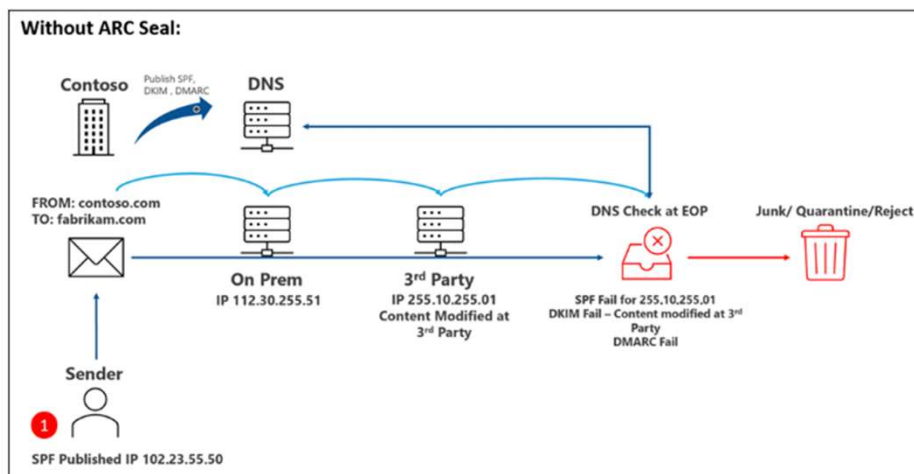 Without ARC Seal:
Contoso
Publish SPF,
DKIM , DMARC
DNS
FROM: contoso.com
TO: fabrikam.com
On Prem
IP 112.30.255.51
3rd Party
IP 255.10.255.01
Content Modified at
3rd Party
DNS Check at EOP
SPF Fail for 255,10,255,01
DKIM Fail – Content modified at 3rd
Party
DMARC Fail
Junk/ Quarantine/Reject
Sender
1
SPF Published IP 102.23.55.50